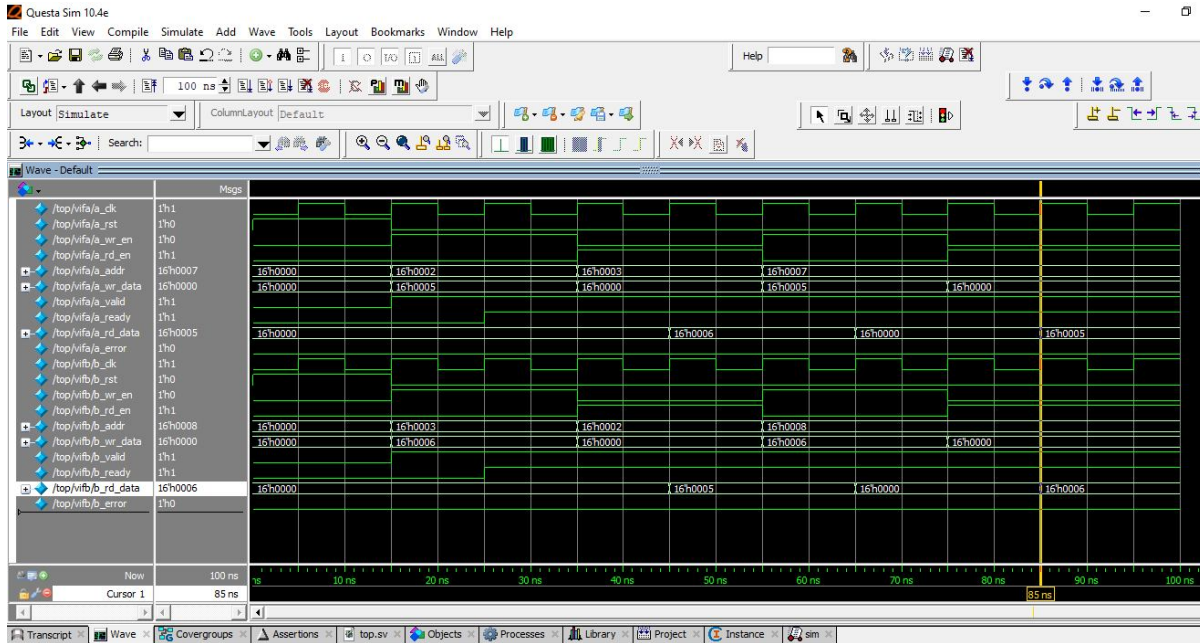 Questa Sim 10.4e
File Edit View Compile Simulate Add Wave Tools Layout Bookmarks Window Help
I O I/O ALL Help
100 ns
Layout Simulate ColumnLayout Default
Search:
Wave - Default
Msgs
/top/vifa/a_clk 1'h1
/top/vifa/a_rst 1'h0
/top/vifa/a_wr_en 1'h0
/top/vifa/a_rd_en 1'h1
/top/vifa/a_addr 16'h0007 16'h0000 16'h0002 16'h0003 16'h0007
/top/vifa/a_wr_data 16'h0000 16'h0000 16'h0005 16'h0000 16'h0005 16'h0000
/top/vifa/a_valid 1'h1
/top/vifa/a_ready 1'h1
/top/vifa/a_rd_data 16'h0005 16'h0000 16'h0006 16'h0000 16'h0005
/top/vifa/a_error 1'h0
/top/vifb/b_clk 1'h1
/top/vifb/b_rst 1'h0
/top/vifb/b_wr_en 1'h0
/top/vifb/b_rd_en 1'h1
/top/vifb/b_addr 16'h0008 16'h0000 16'h0003 16'h0002 16'h0008
/top/vifb/b_wr_data 16'h0000 16'h0000 16'h0006 16'h0000 16'h0006 16'h0000
/top/vifb/b_valid 1'h1
/top/vifb/b_ready 1'h1
/top/vifb/b_rd_data 16'h0006 16'h0000 16'h0005 16'h0000 16'h0006
/top/vifb/b_error 1'h0
Now 100 ns ns 10 ns 20 ns 30 ns 40 ns 50 ns 60 ns 70 ns 80 ns 90 ns 100 ns
Cursor 1 85 ns 85 ns
Transcript Wave Covergroups Assertions top.sv Objects Processes Library Project Instance sim